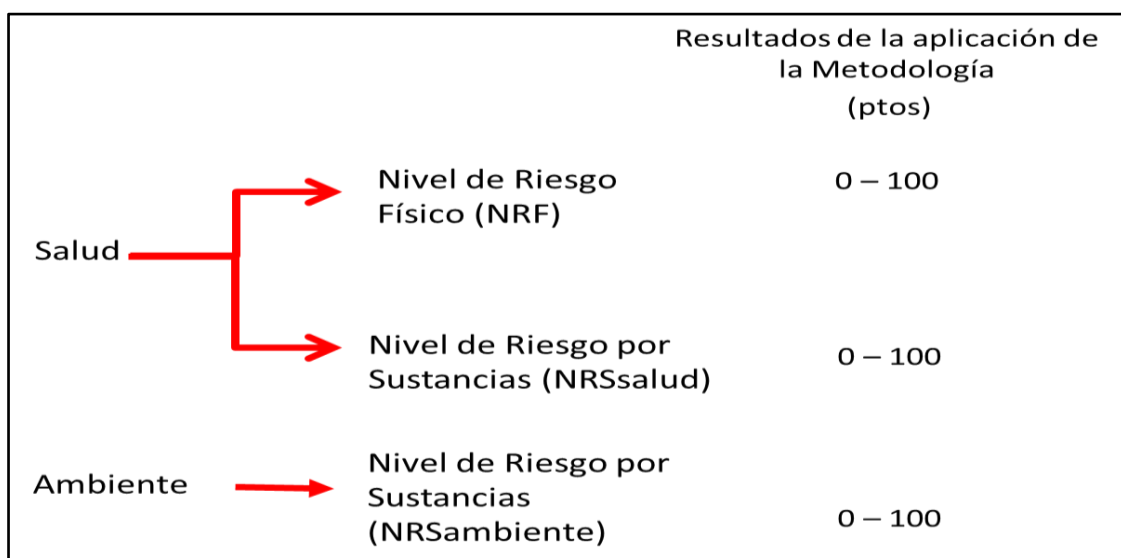 Resultados de la aplicación de
la Metodología
(ptos)
Nivel de Riesgo
Físico (NRF)
0 – 100
Salud
Nivel de Riesgo por
Sustancias (NRSsalud)
0 – 100
Ambiente
Nivel de Riesgo por
Sustancias
(NRSambiente)
0 – 100